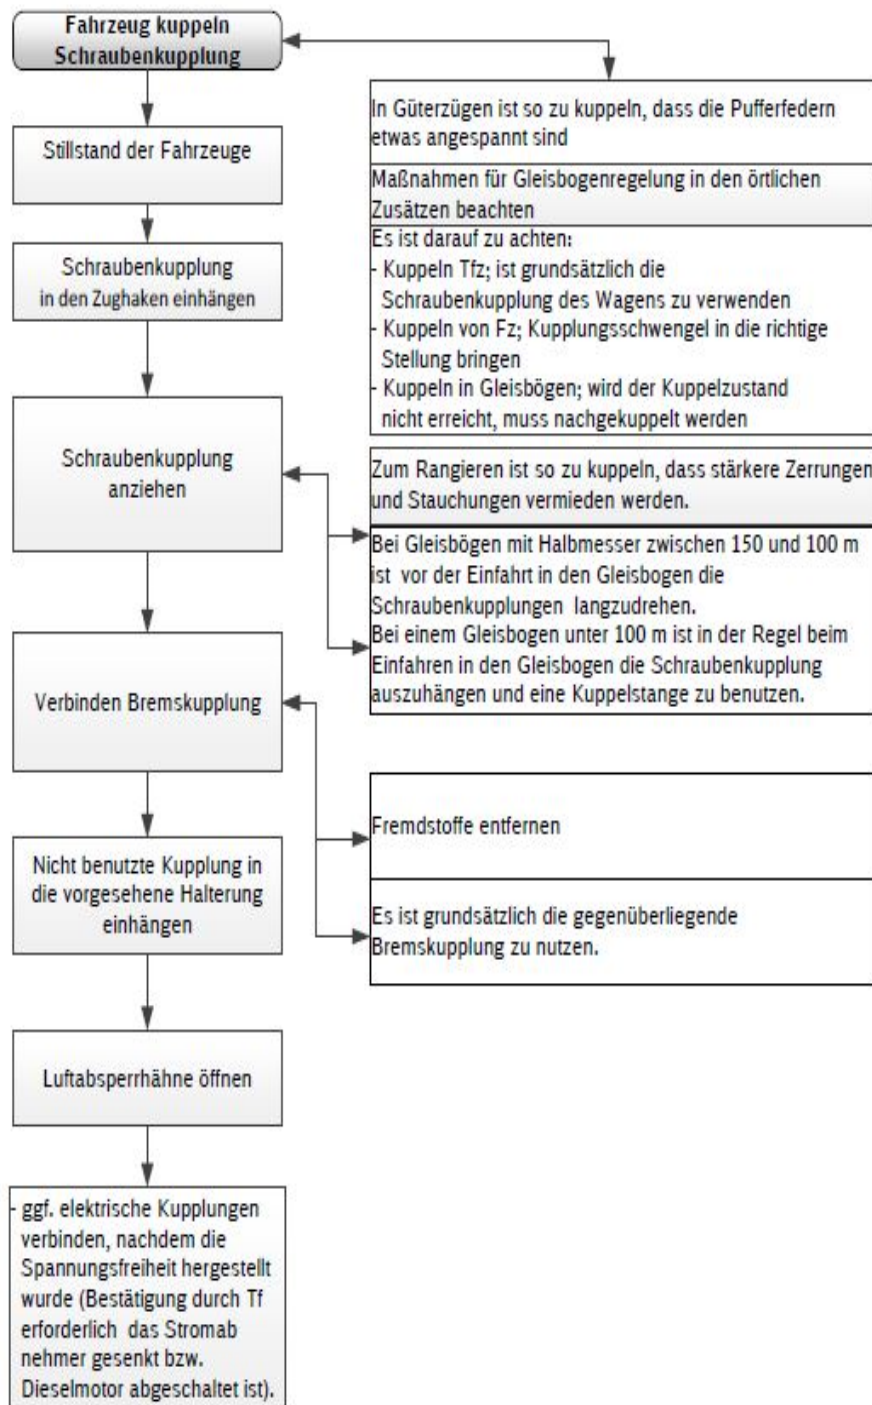 Fahrzeug kuppeln
Schraubenkupplung
Stillstand der Fahrzeuge
Schraubenkupplung
in den Zughaken einhängen
Schraubenkupplung
anziehen
Verbinden Bremskupplung
Nicht benutzte Kupplung in
die vorgesehene Halterung
einhängen
Luftabsperrhähne öffnen
- ggf. elektrische Kupplungen
verbinden, nachdem die
Spannungsfreiheit hergestellt
wurde (Bestätigung durch Tf
erforderlich das Stromab
nehmer gesenkt bzw.
Dieselmotor abgeschaltet ist).
In Güterzügen ist so zu kuppeln, dass die Pufferfedern
etwas angespannt sind
Maßnahmen für Gleisbogenregelung in den örtlichen
Zusätzen beachten
Es ist darauf zu achten:
- Kuppeln Tfz; ist grundsätzlich die
Schraubenkupplung des Wagens zu verwenden
- Kuppeln von Fz; Kupplungsschwengel in die richtige
Stellung bringen
- Kuppeln in Gleisbögen; wird der Kuppelzustand
nicht erreicht, muss nachgekuppelt werden
Zum Rangieren ist so zu kuppeln, dass stärkere Zerrungen
und Stauchungen vermieden werden.
Bei Gleisbögen mit Halbmesser zwischen 150 und 100 m
ist vor der Einfahrt in den Gleisbogen die
Schraubenkupplungen langzudrehen.
Bei einem Gleisbogen unter 100 m ist in der Regel beim
Einfahren in den Gleisbogen die Schraubenkupplung
auszuhängen und eine Kuppelstange zu benutzen.
Fremdstoffe entfernen
Es ist grundsätzlich die gegenüberliegende
Bremskupplung zu nutzen.